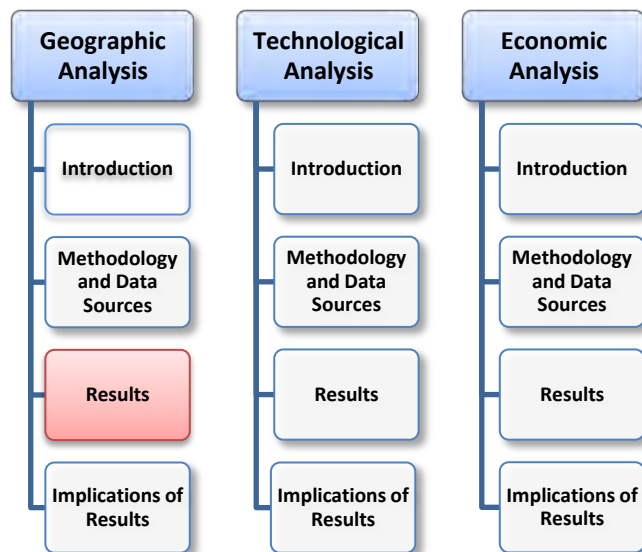 Geographic
Analysis
Introduction
Methodology
and Data
Sources
Results
Implications of
Results
Technological
Analysis
Introduction
Methodology
and Data
Sources
Results
Implications of
Results
Economic
Analysis
Introduction
Methodology
and Data
Sources
Results
Implications of
Results